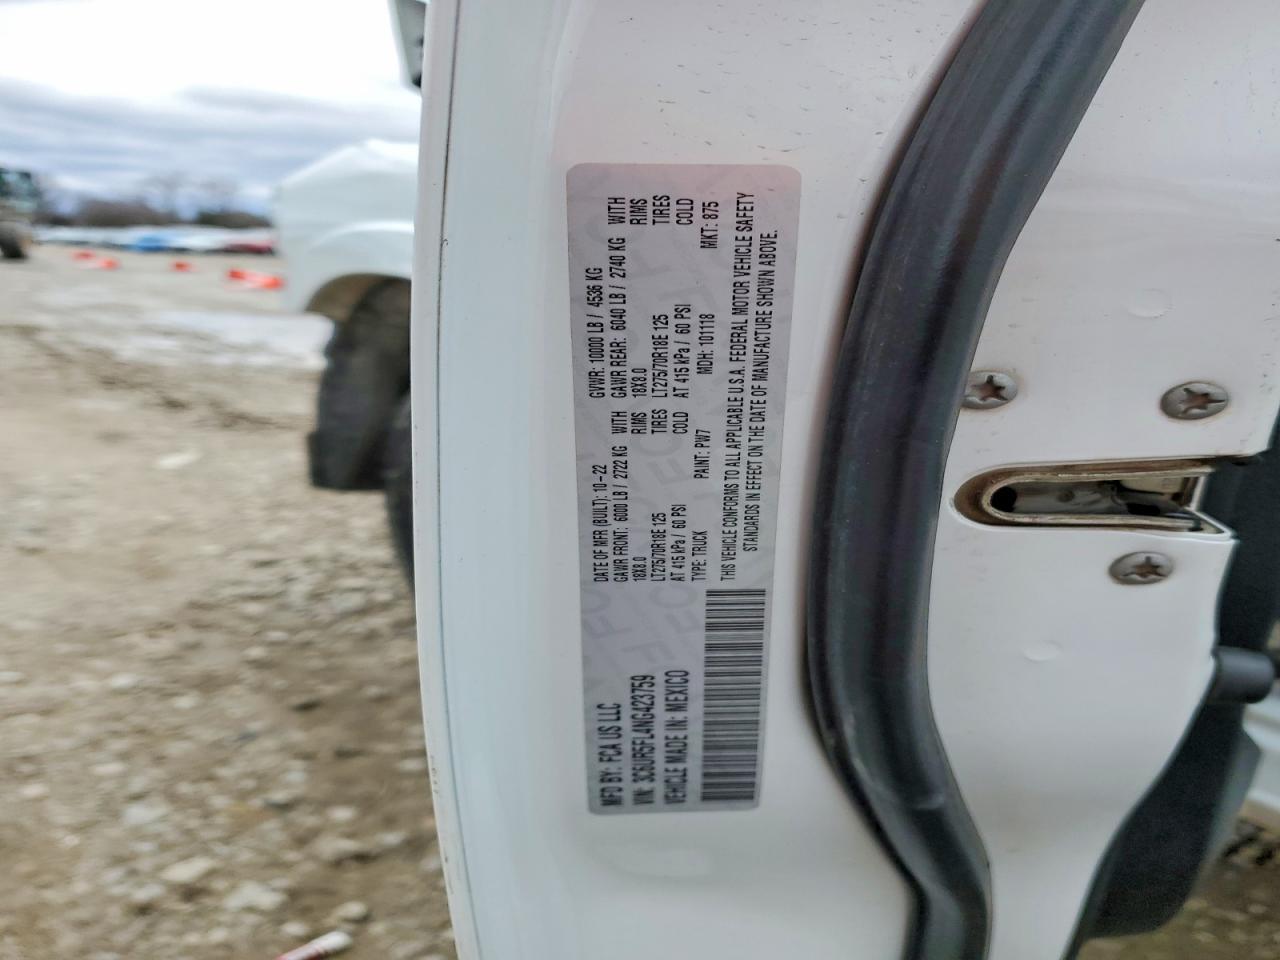 MFD BY: FCA US LLC
VIN: 3C6UR5FL4NG423759
VEHICLE MADE IN: MEXICO
DATE OF MFR (BUILT): 10-22 GVWR: 10000 LB / 4536 KG
GAWR FRONT: 6000 LB / 2722 KG WITH GAWR REAR: 6040 LB / 2740 KG WITH
18X8.0 RIMS 18X8.0 RIMS
LT275/70R18E 125 TIRES LT275/70R18E 125 TIRES
AT 415 kPa / 60 PSI COLD AT 415 kPa / 60 PSI COLD
TYPE: TRUCK PAINT: PW7 MDH: 101118 MKT: 875
THIS VEHICLE CONFORMS TO ALL APPLICABLE U.S.A. FEDERAL MOTOR VEHICLE SAFETY
STANDARDS IN EFFECT ON THE DATE OF MANUFACTURE SHOWN ABOVE.